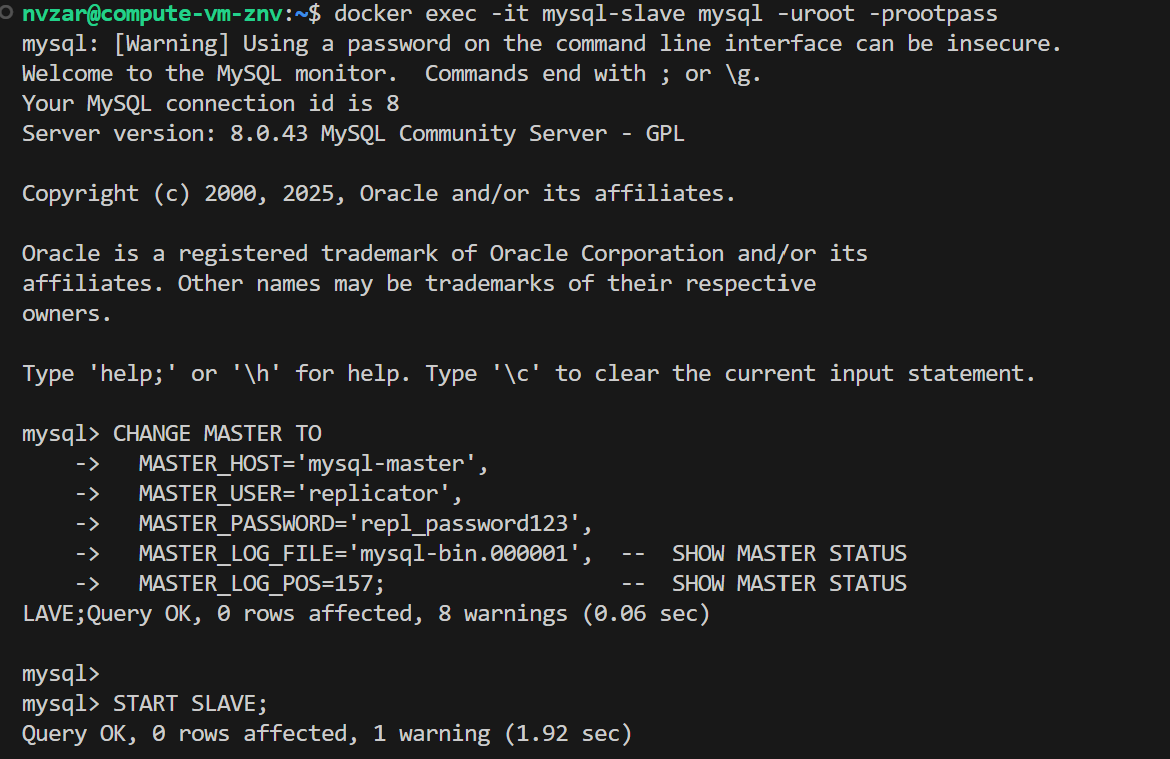 nvzar@compute-vm-znv:~$ docker exec -it mysql-slave mysql -uroot -prootpass
mysql: [Warning] Using a password on the command line interface can be insecure.
Welcome to the MySQL monitor.  Commands end with ; or \g.
Your MySQL connection id is 8
Server version: 8.0.43 MySQL Community Server - GPL

Copyright (c) 2000, 2025, Oracle and/or its affiliates.

Oracle is a registered trademark of Oracle Corporation and/or its
affiliates. Other names may be trademarks of their respective
owners.

Type 'help;' or '\h' for help. Type '\c' to clear the current input statement.

mysql> CHANGE MASTER TO
    ->   MASTER_HOST='mysql-master',
    ->   MASTER_USER='replicator',
    ->   MASTER_PASSWORD='repl_password123',
    ->   MASTER_LOG_FILE='mysql-bin.000001',  --  SHOW MASTER STATUS
    ->   MASTER_LOG_POS=157;                  --  SHOW MASTER STATUS
LAVE;Query OK, 0 rows affected, 8 warnings (0.06 sec)

mysql>
mysql> START SLAVE;
Query OK, 0 rows affected, 1 warning (1.92 sec)